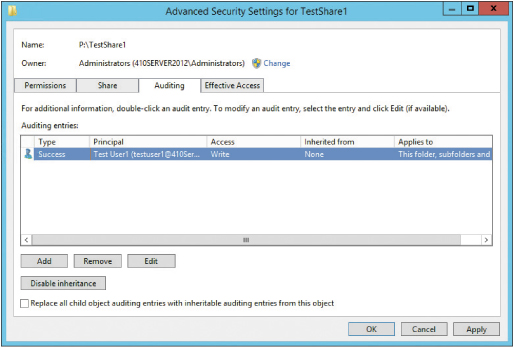 Advanced Security Settings for TestShare1
Name: P:\TestShare1
Owner: Administrators (410SERVER2012\Administrators) Change
Permissions Share Auditing Effective Access
For additional information, double-click an audit entry. To modify an audit entry, select the entry and click Edit (if available).
Auditing entries:
Type Principal Access Inherited from Applies to
Success Test User1 (testuser1@410Ser... Write None This folder, subfolders and
Add Remove Edit
Disable inheritance
Replace all child object auditing entries with inheritable auditing entries from this object
OK Cancel Apply